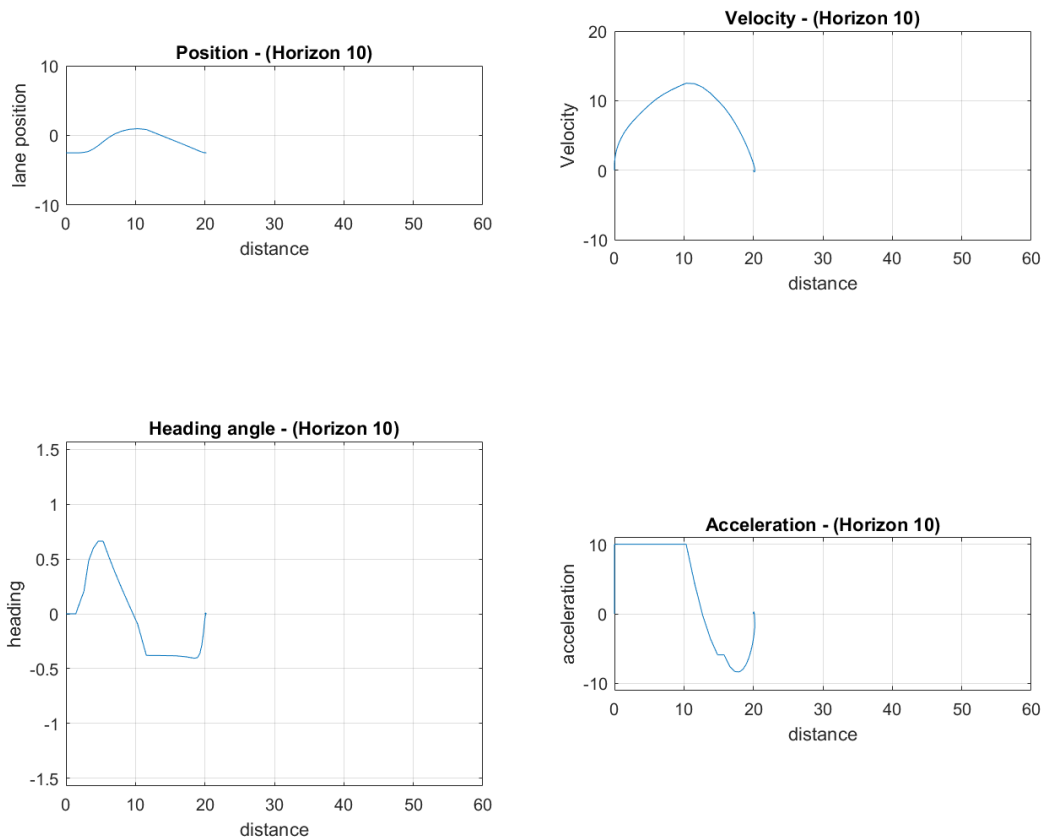 Position - (Horizon 10)
10
0
-10
lane position
0 10 20 30 40 50 60
distance
Velocity - (Horizon 10)
20
10
0
-10
Velocity
0 10 20 30 40 50 60
distance
Heading angle - (Horizon 10)
1.5
1
0.5
0
-0.5
-1
-1.5
heading
0 10 20 30 40 50 60
distance
Acceleration - (Horizon 10)
10
0
-10
acceleration
0 10 20 30 40 50 60
distance